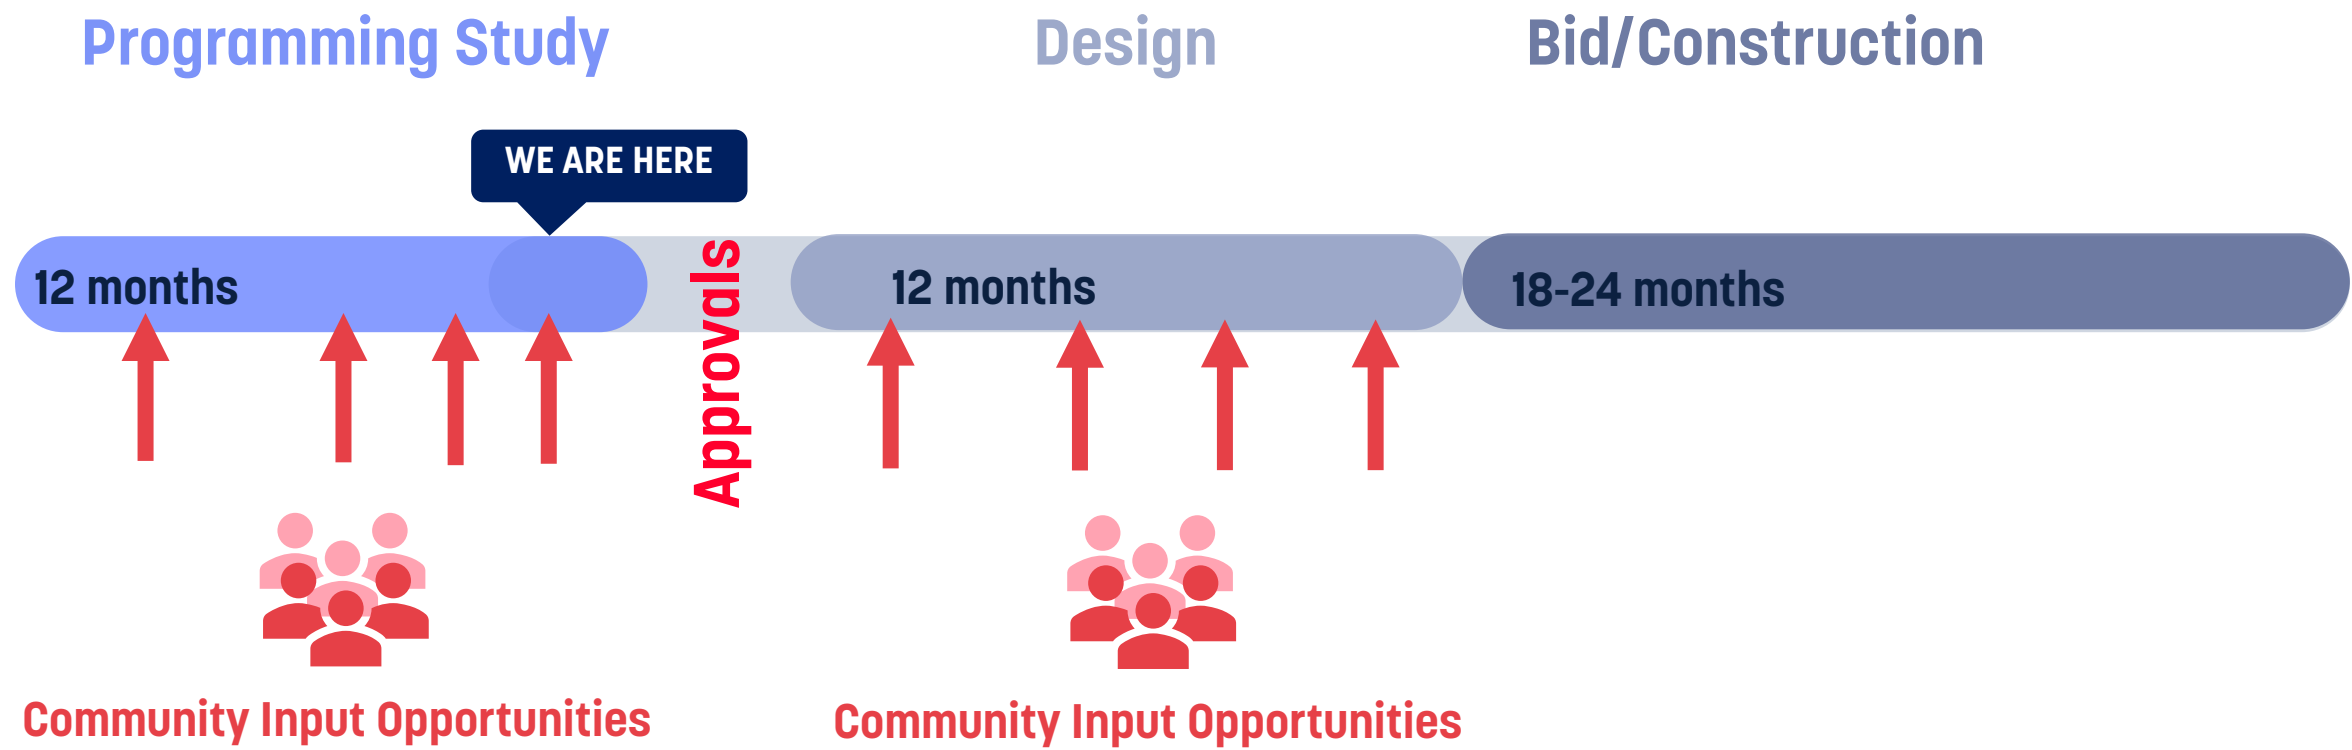 Programming Study
Design
Bid/Construction
WE ARE HERE
12 months
Approvals
12 months
18-24 months
Community Input Opportunities
Community Input Opportunities